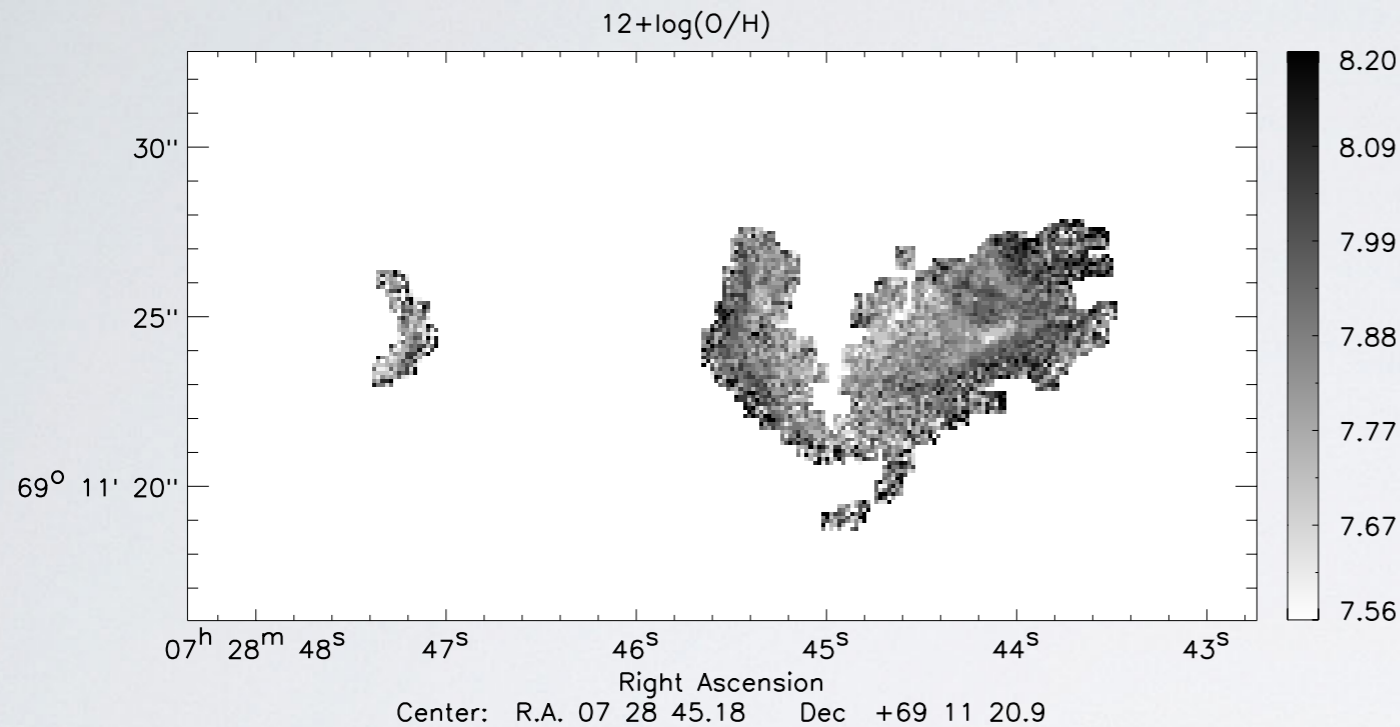 12+log(O/H)
30"
25"
69° 11' 20"
07ʰ 28ᵐ 48ˢ 47ˢ 46ˢ 45ˢ 44ˢ 43ˢ
Right Ascension
Center: R.A. 07 28 45.18 Dec +69 11 20.9
8.20
8.09
7.99
7.88
7.77
7.67
7.56